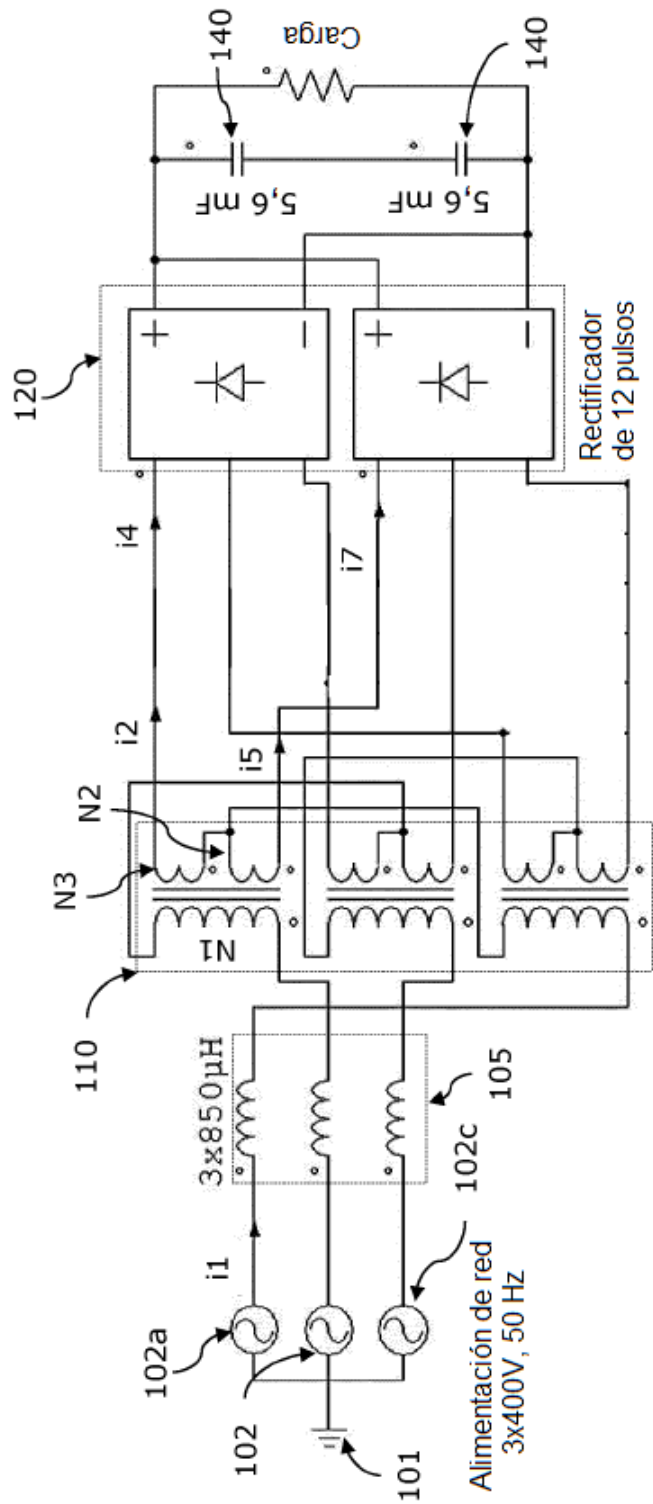 120
110
N3
N2
i2
i4
i5
i7
N1
3x850µH
i1
102a
102
101
102c
105
Alimentación de red
3x400V, 50 Hz
+
−
+
−
Rectificador
de 12 pulsos
5,6 mF
5,6 mF
140
140
Carga